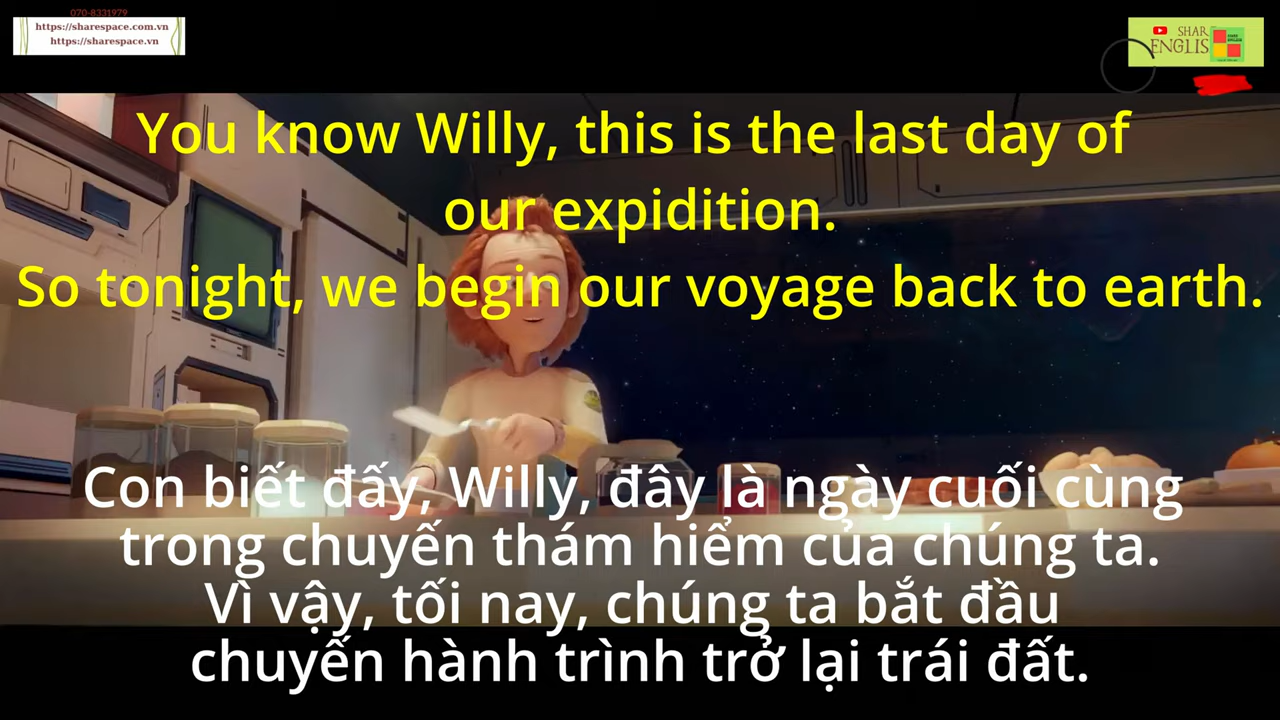 070-8331979
https://sharespace.com.vn
https://sharespace.vn
SHAR
ENGLIS
You know Willy, this is the last day of
our expidition.
So tonight, we begin our voyage back to earth.
Con biết đấy, Willy, đây là ngày cuối cùng
trong chuyến thám hiểm của chúng ta.
Vì vậy, tối nay, chúng ta bắt đầu
chuyến hành trình trở lại trái đất.